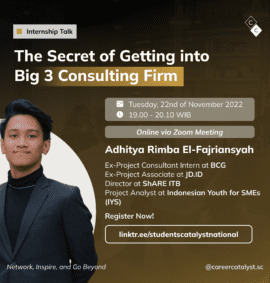 Internship Talk
The Secret of Getting into
Big 3 Consulting Firm
Tuesday, 22nd of November 2022
19.00 - 20.10 WIB
Online via Zoom Meeting
Adhitya Rimba El-Fajriansyah
Ex-Project Consultant Intern at BCG
Ex-Project Associate at JD.ID
Director at ShARE ITB
Project Analyst at Indonesian Youth for SMEs
(IYS)
Register Now!
linktr.ee/studentscatalystnational
Network, Inspire, and Go Beyond
@careercatalyst.sc